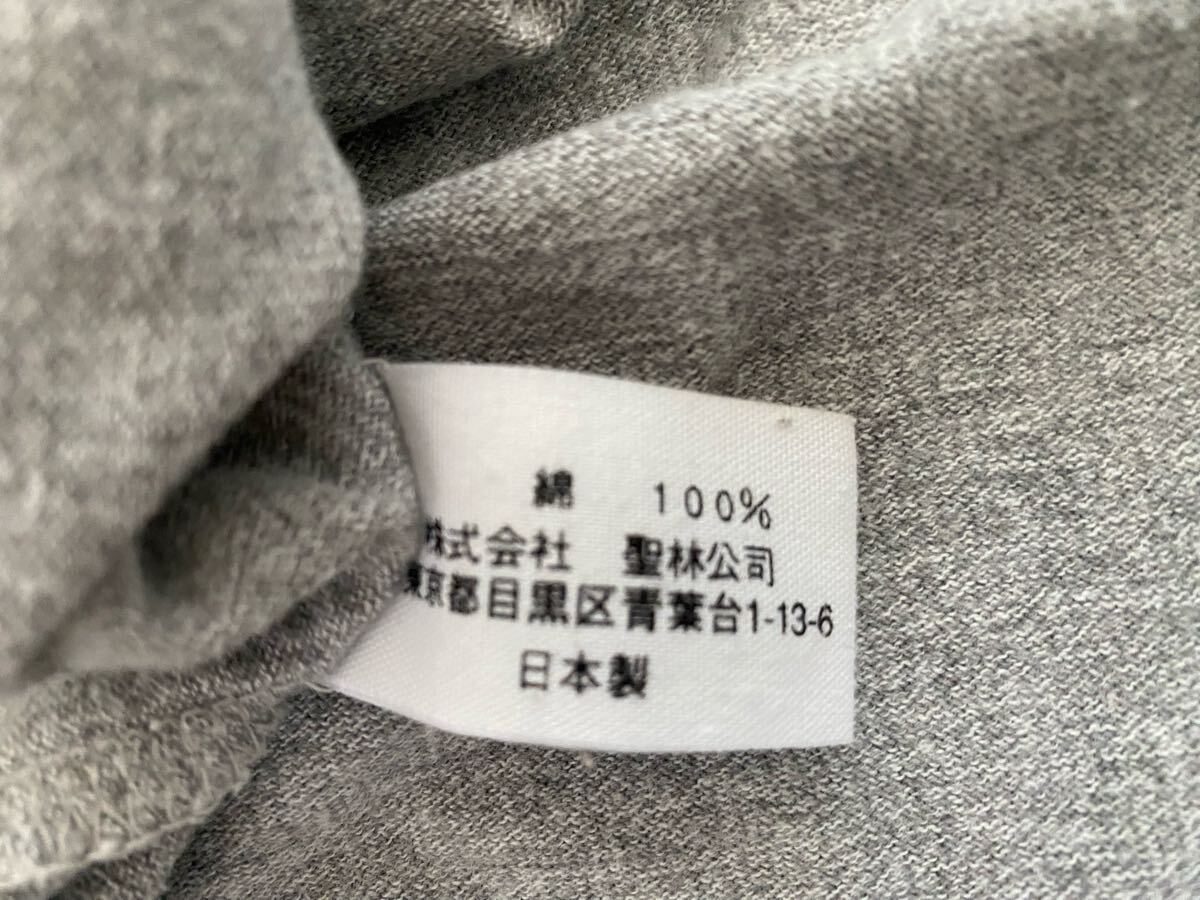 綿 100%
株式会社 聖林公司
東京都目黒区青葉台1-13-6
日本製